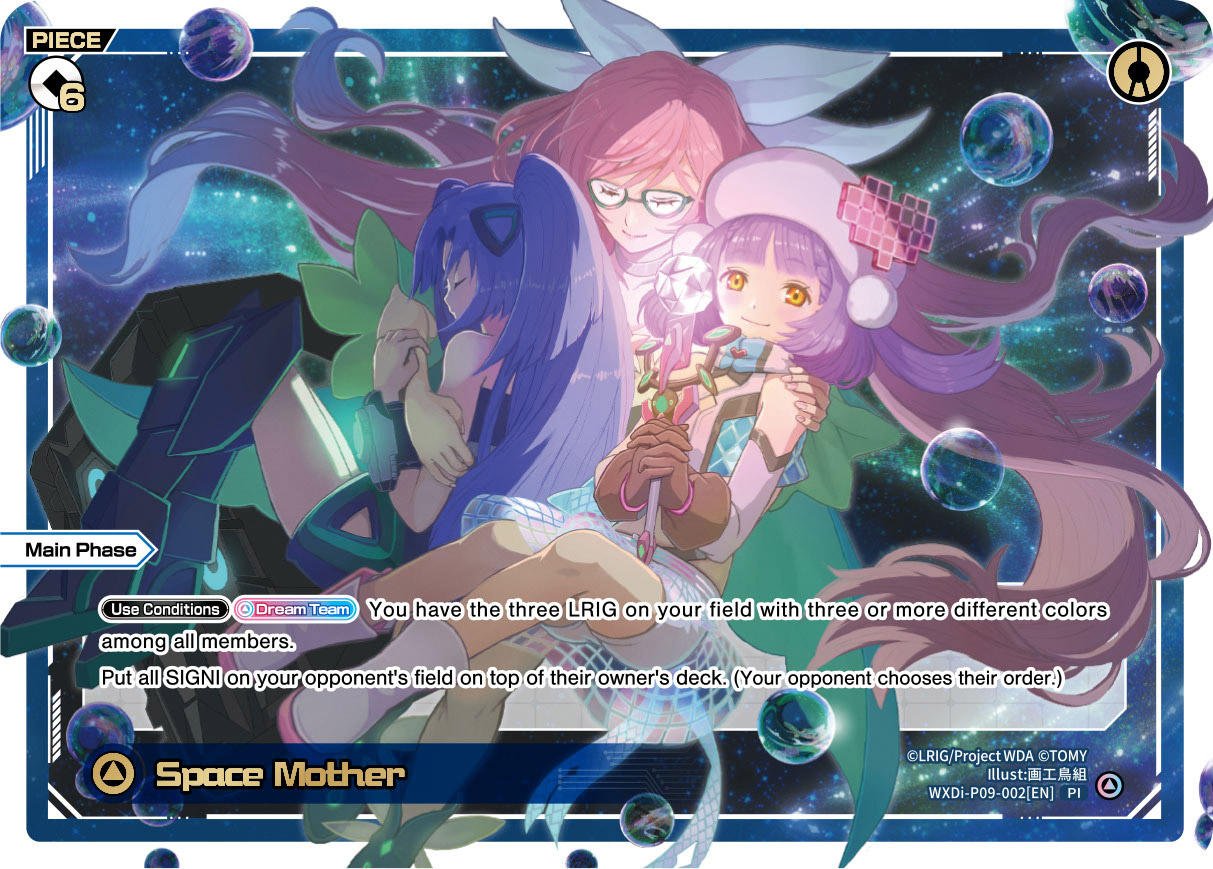 PIECE
6
Main Phase
Use Conditions Dream Team You have the three LRIG on your field with three or more different colors
among all members.
Put all SIGNI on your opponent's field on top of their owner's deck. (Your opponent chooses their order.)
Space Mother
©LRIG/Project WDA ©TOMY
Illust:画工鳥組
WXDi-P09-002[EN] PI